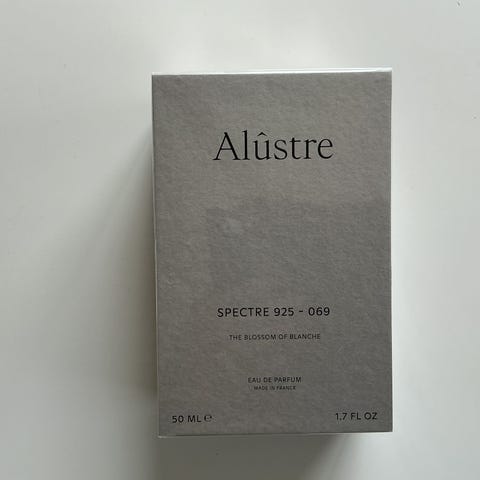 Alûstre
SPECTRE 925 - 069
THE BLOSSOM OF BLANCHE
EAU DE PARFUM
MADE IN FRANCE
50 ML ℮ 1.7 FL OZ